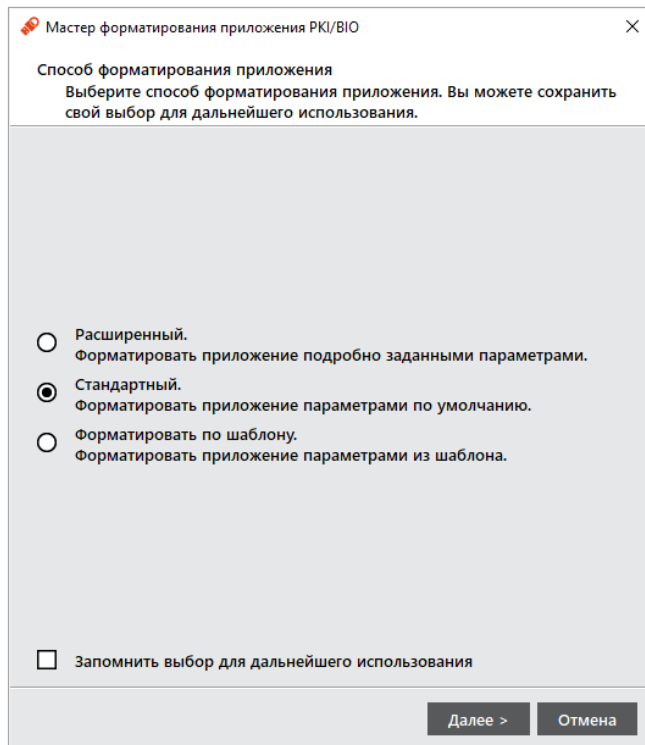 Мастер форматирования приложения PKI/BIO
Способ форматирования приложения
Выберите способ форматирования приложения. Вы можете сохранить
свой выбор для дальнейшего использования.
Расширенный.
Форматировать приложение подробно заданными параметрами.
Стандартный.
Форматировать приложение параметрами по умолчанию.
Форматировать по шаблону.
Форматировать приложение параметрами из шаблона.
Запомнить выбор для дальнейшего использования
Далее >
Отмена